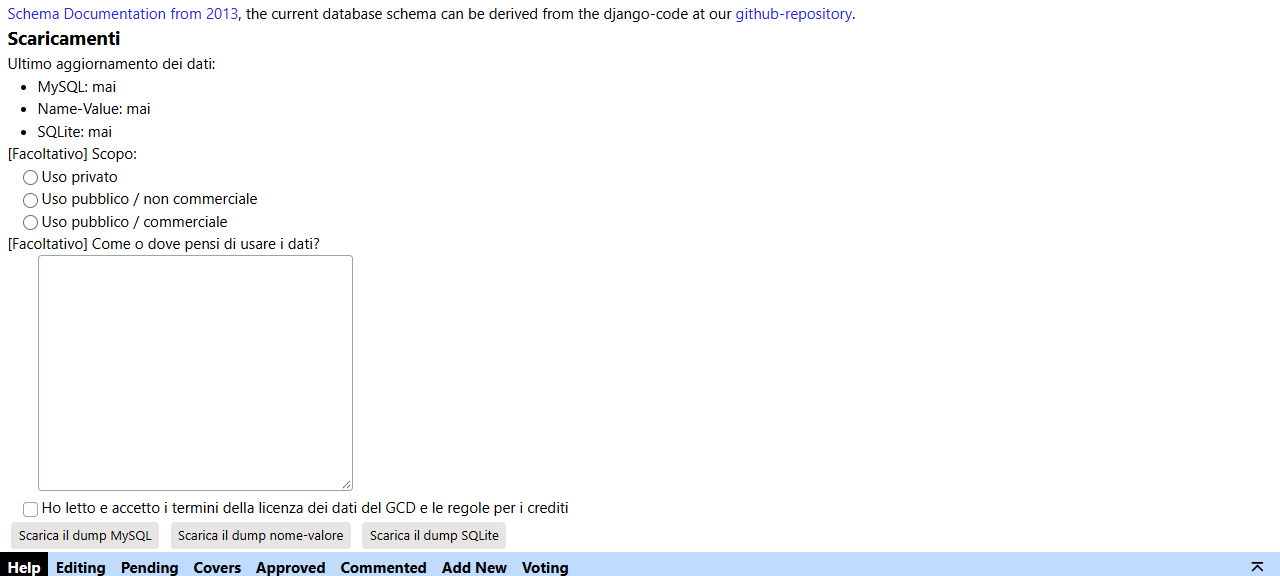 Schema Documentation from 2013, the current database schema can be derived from the django-code at our github-repository.
Scaricamenti
Ultimo aggiornamento dei dati:
• MySQL: mai
• Name-Value: mai
• SQLite: mai
[Facoltativo] Scopo:
Uso privato
Uso pubblico / non commerciale
Uso pubblico / commerciale
[Facoltativo] Come o dove pensi di usare i dati?
Ho letto e accetto i termini della licenza dei dati del GCD e le regole per i crediti
Scarica il dump MySQL Scarica il dump nome-valore Scarica il dump SQLite
Help Editing Pending Covers Approved Commented Add New Voting